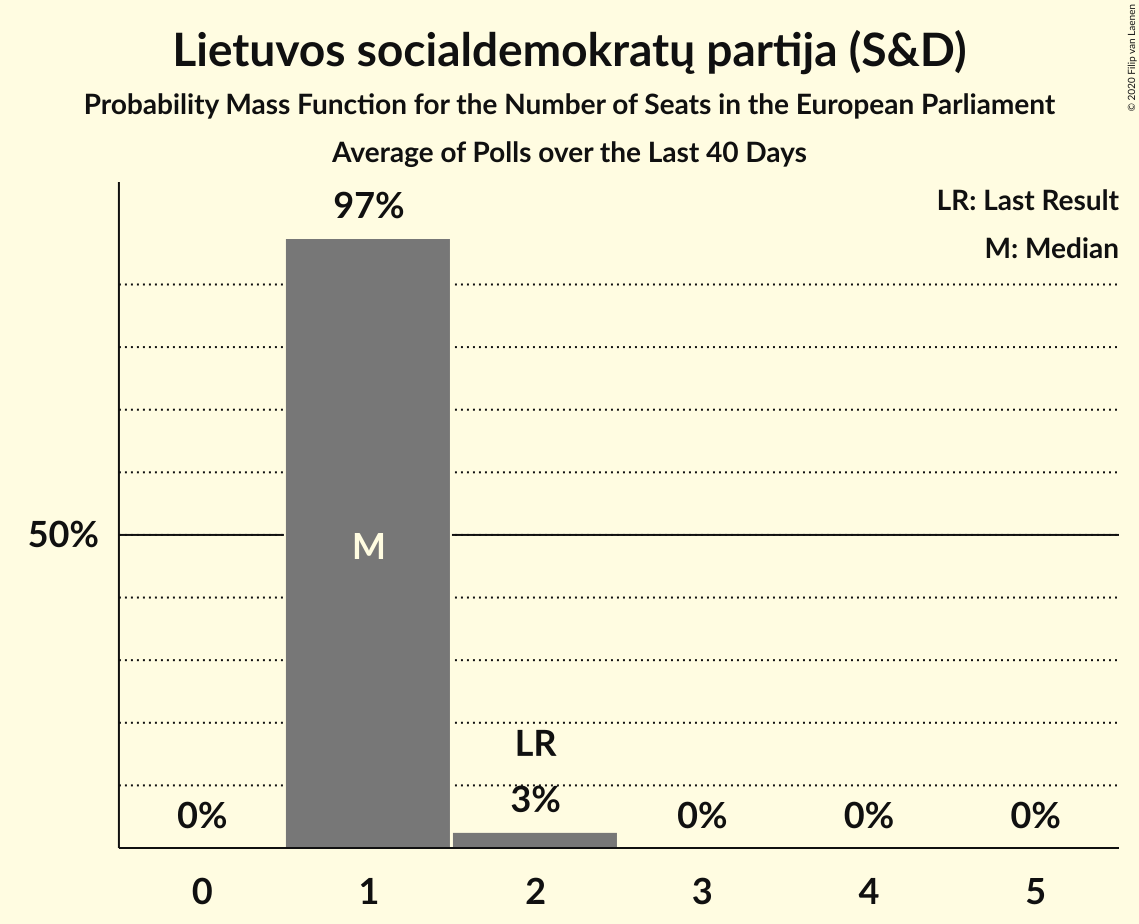 Lietuvos socialdemokratų partija (S&D)
Probability Mass Function for the Number of Seats in the European Parliament
Average of Polls over the Last 40 Days
© 2020 Filip van Laenen
LR: Last Result
M: Median
97%
50%
M
LR
0%
3%
0%
0%
0%
0
1
2
3
4
5